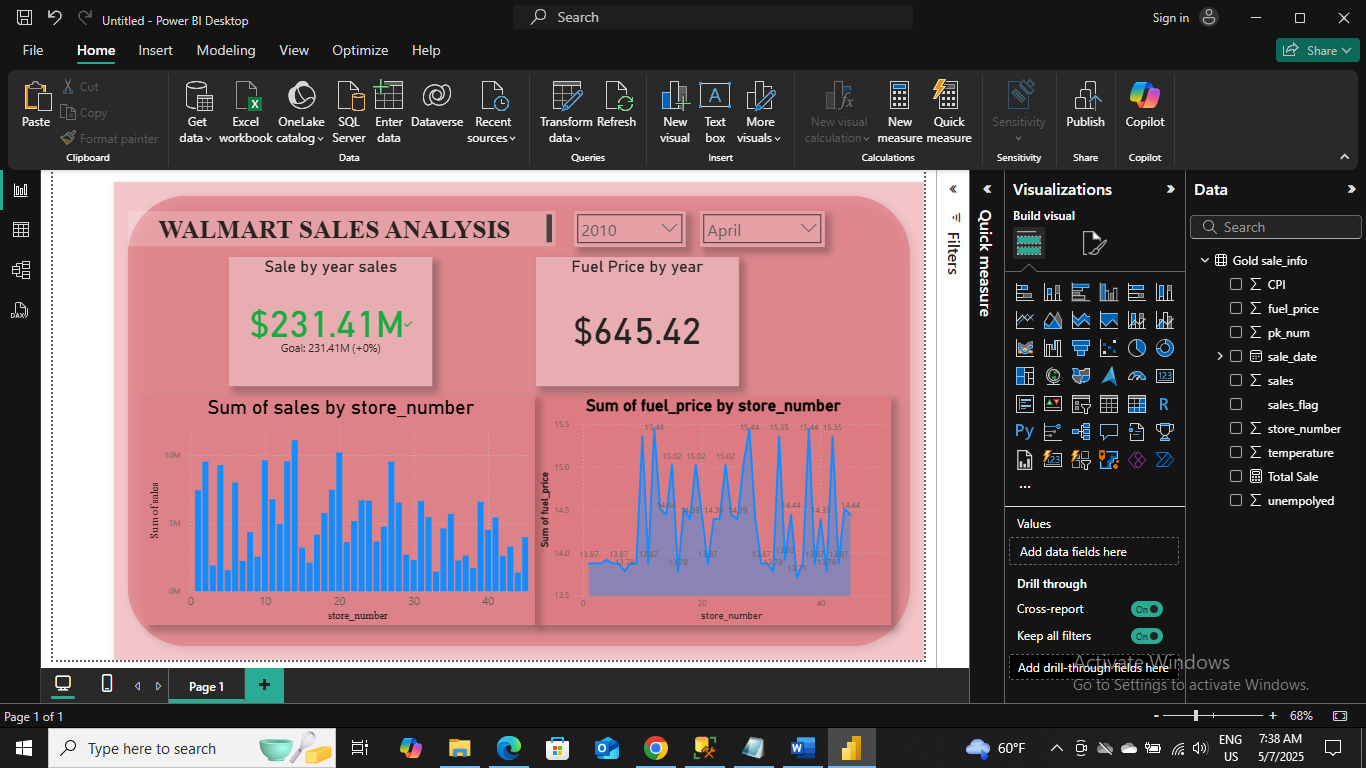 Untitled - Power BI Desktop
Search
Sign in
File Home Insert Modeling View Optimize Help
Share
Paste
Cut
Copy
Format painter
Clipboard
Get data
Excel workbook
OneLake catalog
SQL Server
Enter data
Dataverse
Recent sources
Data
Transform data
Refresh
Queries
New visual
Text box
More visuals
Insert
New visual calculation
New measure
Quick measure
Calculations
Sensitivity
Sensitivity
Publish
Share
Copilot
Copilot
WALMART SALES ANALYSIS
2010
April
Sale by year sales
$231.41M
Goal: 231.41M (+0%)
Fuel Price by year
$645.42
Sum of sales by store_number
Sum of sales
10M
5M
0M
0 10 20 30 40
store_number
Sum of fuel_price by store_number
Sum of fuel_price
15.5
15.0
14.5
14.0
13.5
15.44 15.44 15.35 15.44 15.35
15.02 15.02 15.02
14.44 14.39 14.39 14.39 14.44 14.39 14.44
13.87 13.87 13.87 13.87 13.87 13.92 13.87 13.87
13.78 13.78 13.78 13.71 13.78
0 20 40
store_number
Filters
Quick measure
Visualizations
Build visual
R
Py
123
123
...
Values
Add data fields here
Drill through
Cross-report
On
Keep all filters
On
Add drill-through fields here
Data
Search
Gold sale_info
CPI
fuel_price
pk_num
sale_date
sales
sales_flag
store_number
temperature
Total Sale
unempolyed
Activate Windows
Go to Settings to activate Windows.
Page 1
Page 1 of 1
68%
Type here to search
60°F
ENG
US
7:38 AM
5/7/2025